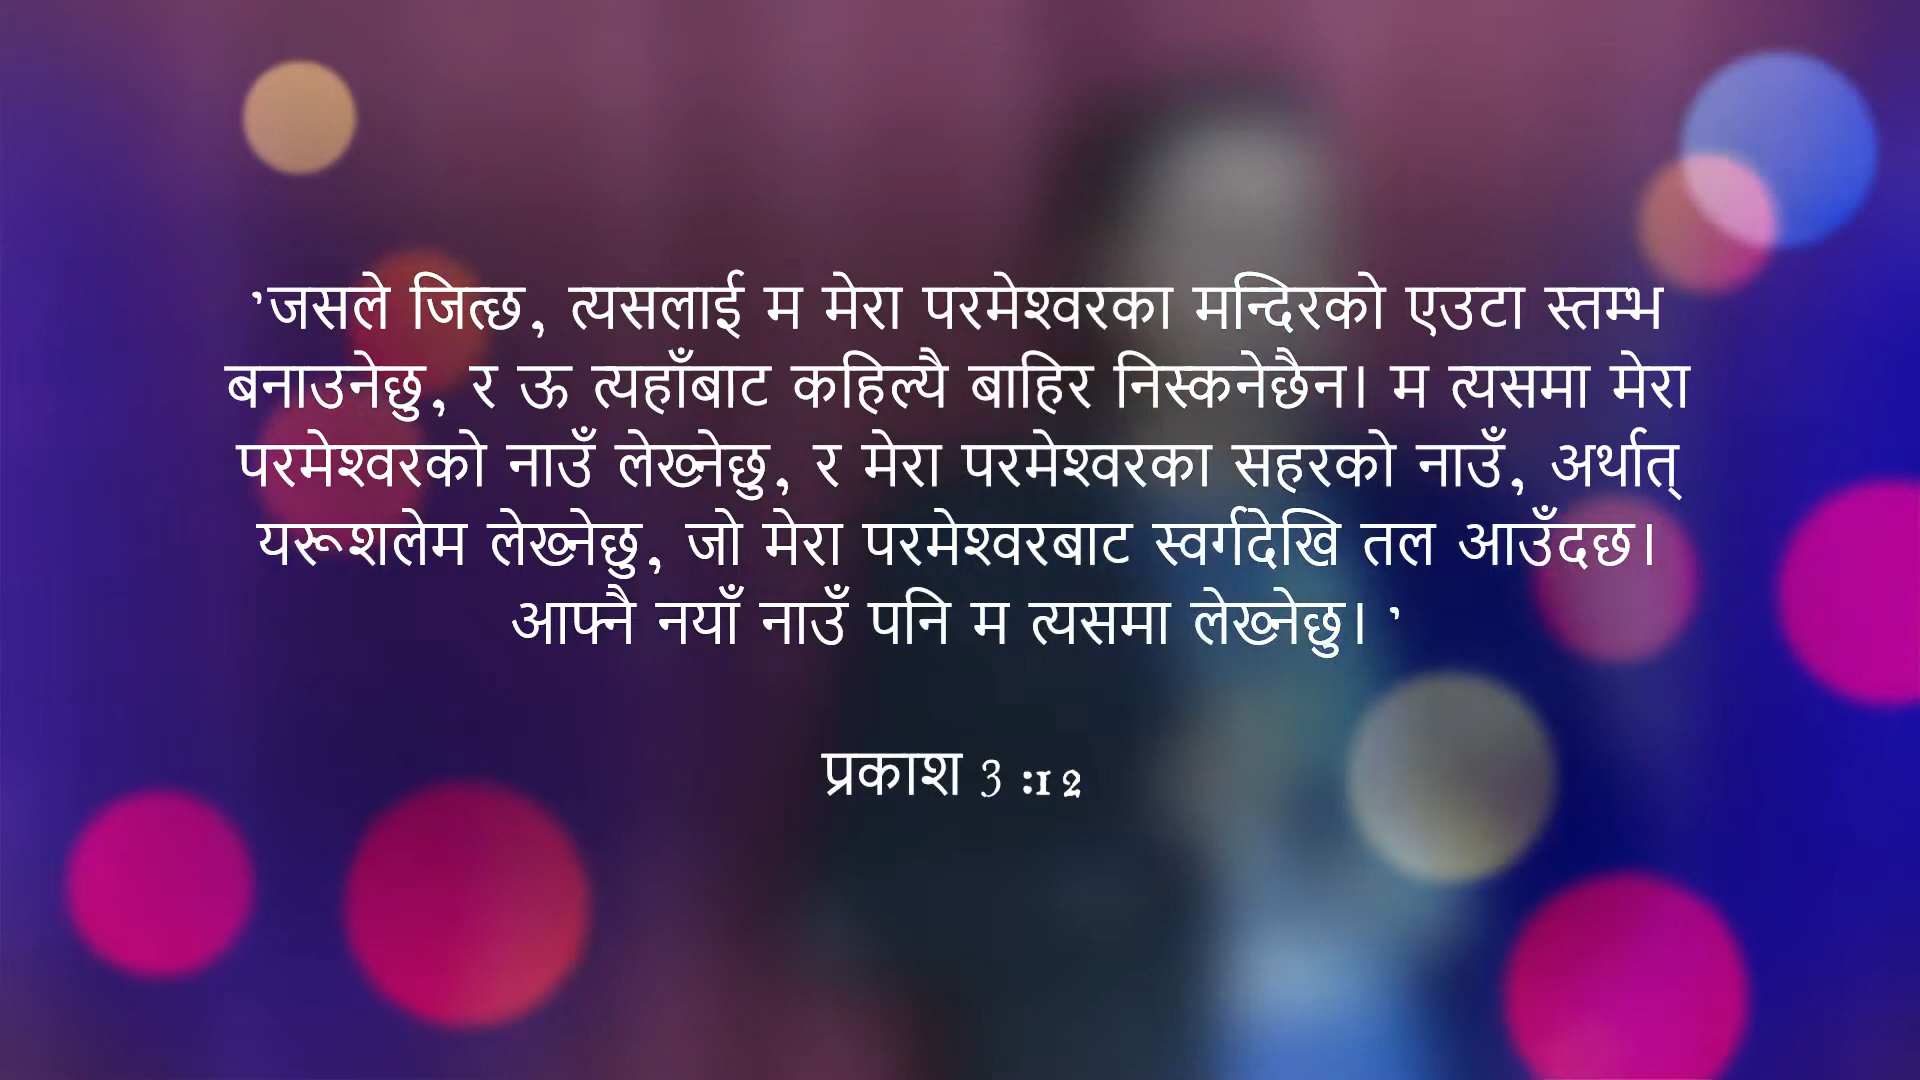 ’जसले जित्छ, त्यसलाई म मेरा परमेश्वरका मन्दिरको एउटा स्तम्भ
बनाउनेछु, र ऊ त्यहाँबाट कहिल्यै बाहिर निस्कनेछैन। म त्यसमा मेरा
परमेश्वरको नाउँ लेख्नेछु, र मेरा परमेश्वरका सहरको नाउँ, अर्थात्
यरूशलेम लेख्नेछु, जो मेरा परमेश्वरबाट स्वर्गदेखि तल आउँदछ।
आफ्नै नयाँ नाउँ पनि म त्यसमा लेख्नेछु। ’
प्रकाश 3 :12